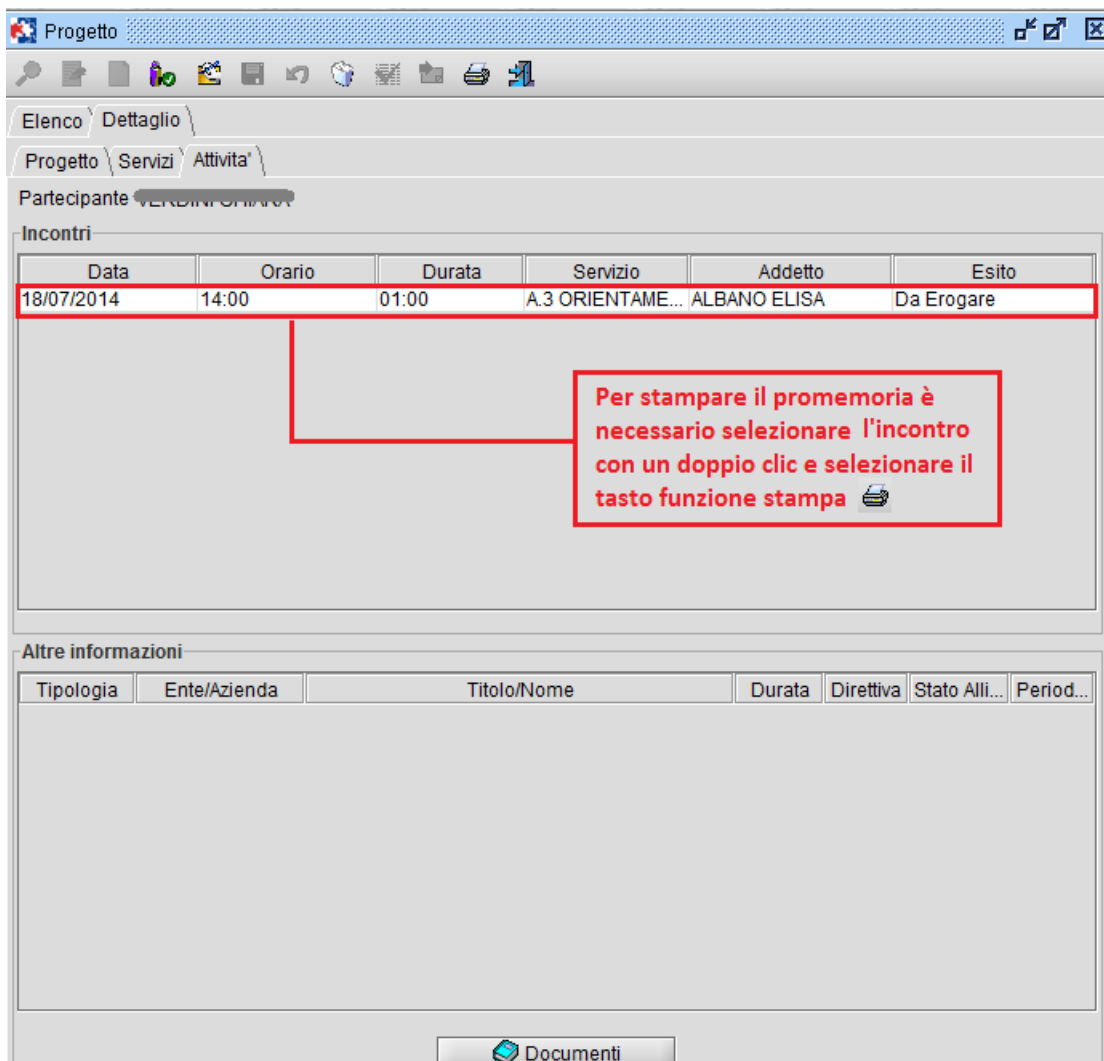 Progetto
Elenco Dettaglio
Progetto Servizi Attivita'
Partecipante
Incontri
Data Orario Durata Servizio Addetto Esito
18/07/2014 14:00 01:00 A.3 ORIENTAME... ALBANO ELISA Da Erogare
Per stampare il promemoria è
necessario selezionare l'incontro
con un doppio clic e selezionare il
tasto funzione stampa
Altre informazioni
Tipologia Ente/Azienda Titolo/Nome Durata Direttiva Stato Alli... Period...
Documenti